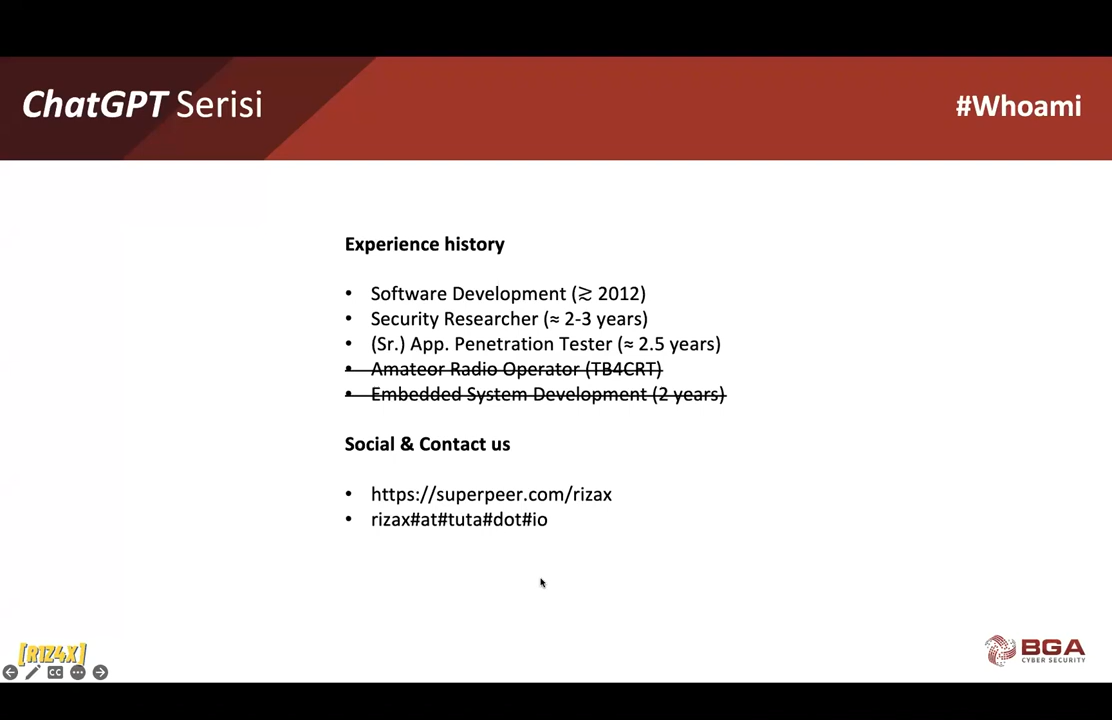 ChatGPT Serisi
#Whoami
Experience history
• Software Development (≳ 2012)
• Security Researcher (≈ 2-3 years)
• (Sr.) App. Penetration Tester (≈ 2.5 years)
• Amateor Radio Operator (TB4CRT)
• Embedded System Development (2 years)
Social & Contact us
• https://superpeer.com/rizax
• rizax#at#tuta#dot#io
[R1Z4X]
CC
BGA
CYBER SECURITY